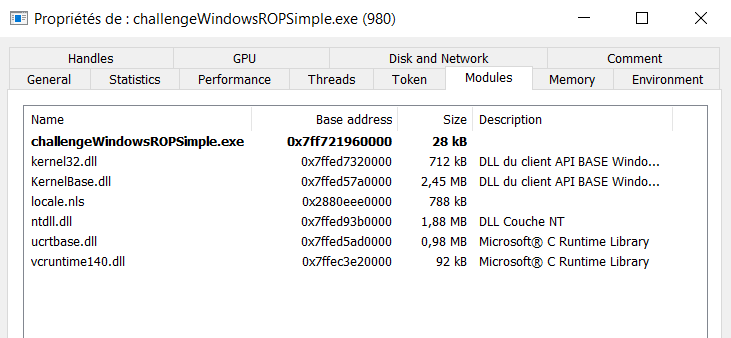 Propriétés de : challengeWindowsROPSimple.exe (980)
Handles GPU Disk and Network Comment
General Statistics Performance Threads Token Modules Memory Environment
Name Base address Size Description
challengeWindowsROPSimple.exe 0x7ff721960000 28 kB
kernel32.dll 0x7ffed7320000 712 kB DLL du client API BASE Windo...
KernelBase.dll 0x7ffed57a0000 2,45 MB DLL du client API BASE Windo...
locale.nls 0x2880eee0000 788 kB
ntdll.dll 0x7ffed93b0000 1,88 MB DLL Couche NT
ucrtbase.dll 0x7ffed5ad0000 0,98 MB Microsoft® C Runtime Library
vcruntime140.dll 0x7ffec3e20000 92 kB Microsoft® C Runtime Library